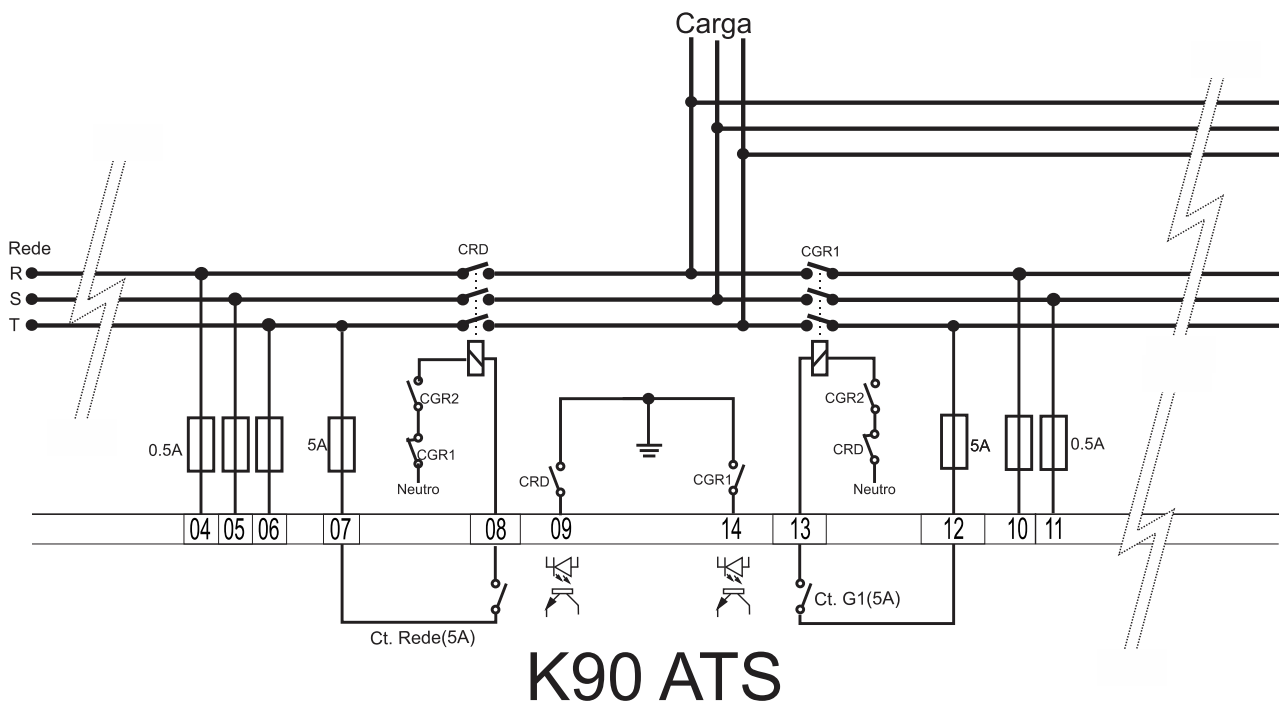 Carga
Rede
R
S
T
CRD
CGR1
CGR2
CGR1
Neutro
CGR2
CRD
Neutro
0.5A
5A
CRD
CGR1
5A
0.5A
04 05 06 07 08 09 14 13 12 10 11
Ct. Rede(5A)
Ct. G1(5A)
K90 ATS